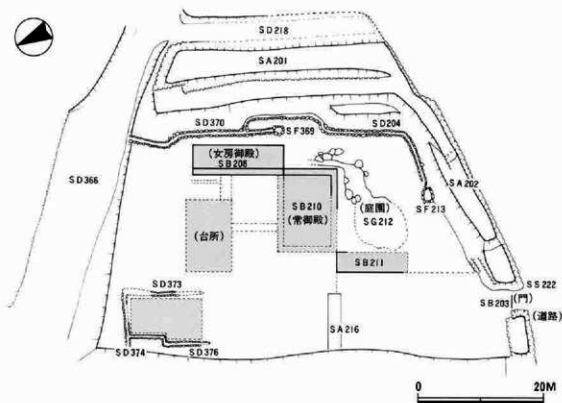 SD218
SA201
SD370
SD204
SF369
SD366
(女房御殿)
SB208
SA202
SB210
(常御殿)
(庭園)
SG212
SF213
(台所)
SB211
SD373
SS222
SB203
(門)
(道路)
SA216
SD374
SD376
0
20M